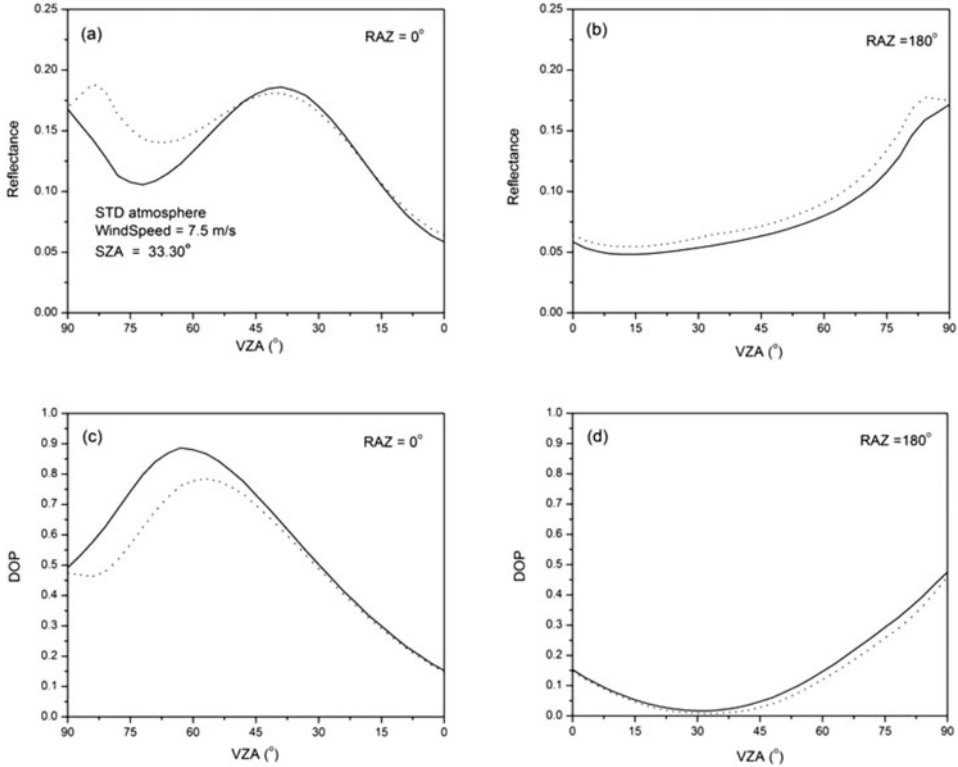 0.25
0.20
0.15
0.10
0.05
0.00
Reflectance
(a)
RAZ = 0°
STD atmosphere
WindSpeed = 7.5 m/s
SZA = 33.30°
90 75 60 45 30 15 0
VZA (°)
0.25
0.20
0.15
0.10
0.05
0.00
Reflectance
(b)
RAZ =180°
0 15 30 45 60 75 90
VZA (°)
1.0
0.9
0.8
0.7
0.6
0.5
0.4
0.3
0.2
0.1
0.0
DOP
(c)
RAZ = 0°
90 75 60 45 30 15 0
VZA (°)
1.0
0.9
0.8
0.7
0.6
0.5
0.4
0.3
0.2
0.1
0.0
DOP
(d)
RAZ =180°
0 15 30 45 60 75 90
VZA (°)